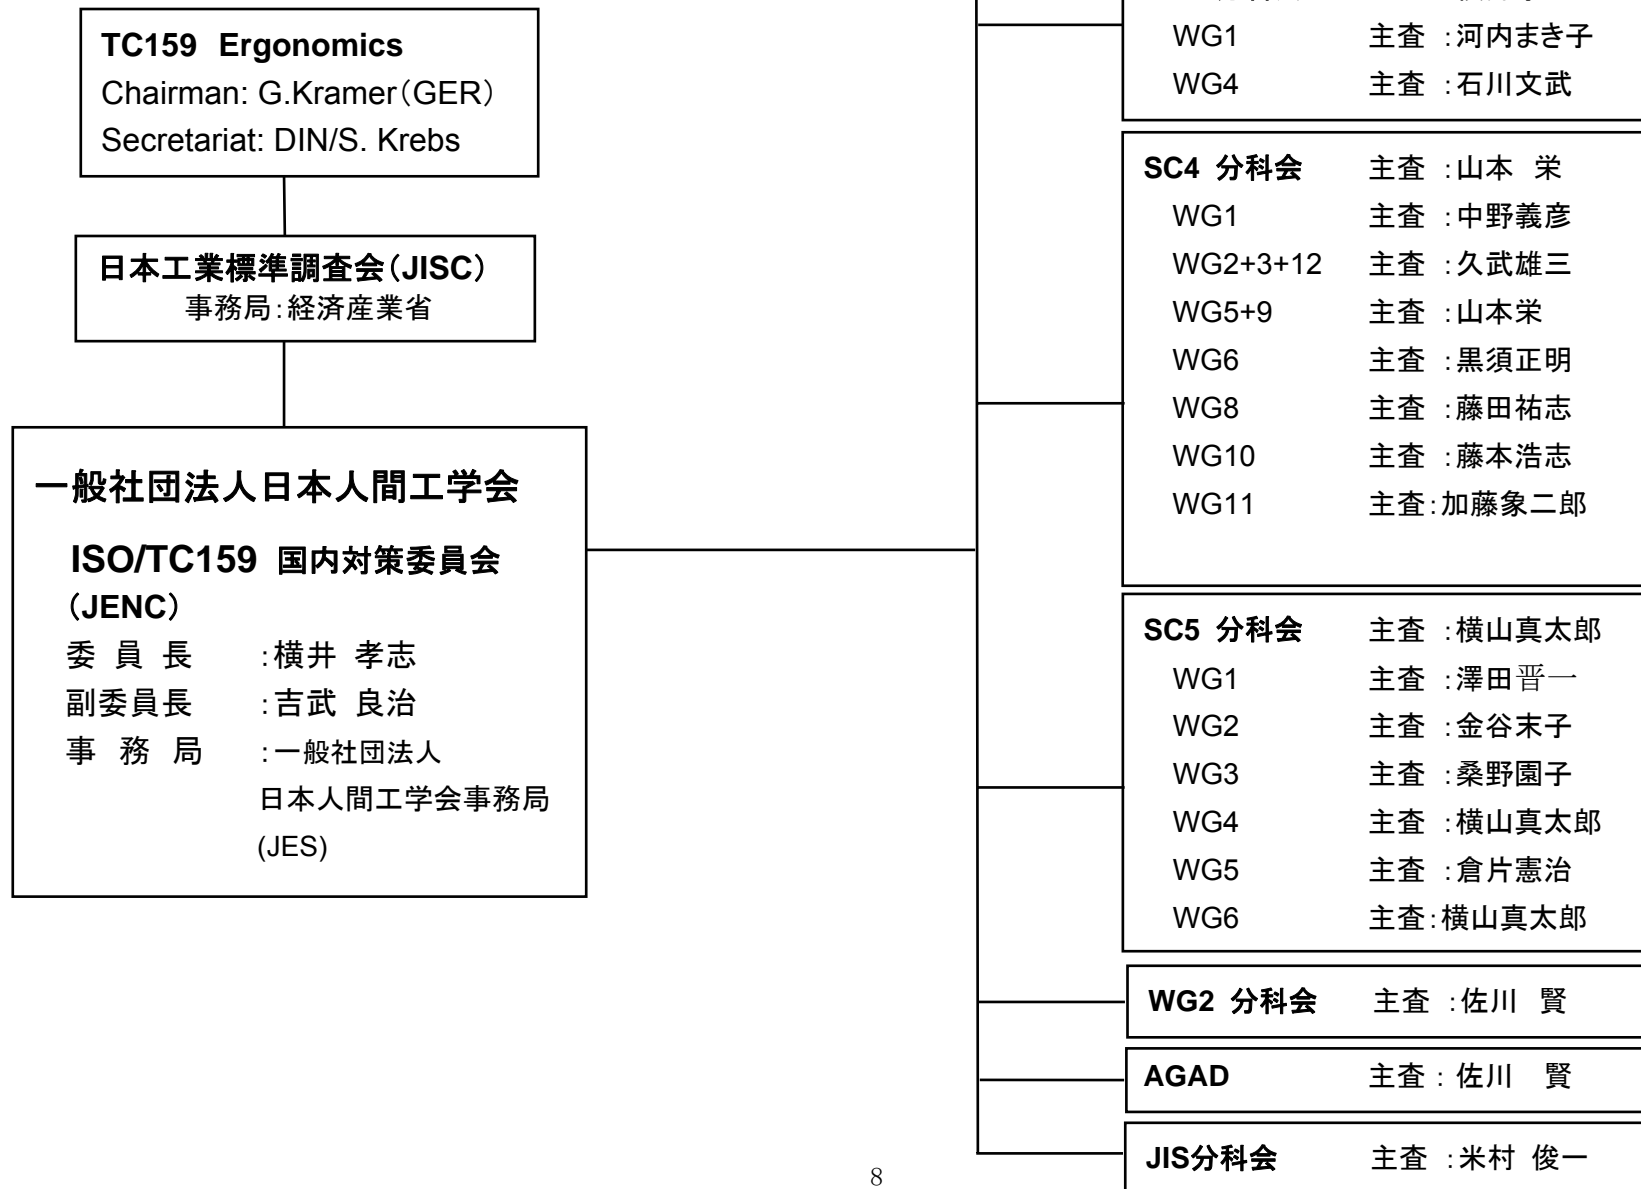 TC159 Ergonomics
Chairman: G.Kramer（GER）
Secretariat: DIN/S. Krebs
日本工業標準調査会（JISC）
事務局：経済産業省
一般社団法人日本人間工学会
ISO/TC159 国内対策委員会
（JENC）
委 員 長 ：横井 孝志
副委員長 ：吉武 良治
事 務 局 ：一般社団法人
日本人間工学会事務局
(JES)
WG1 主査 ：河内まき子
WG4 主査 ：石川文武
SC4 分科会 主査 ：山本 栄
WG1 主査 ：中野義彦
WG2+3+12 主査 ：久武雄三
WG5+9 主査 ：山本栄
WG6 主査 ：黒須正明
WG8 主査 ：藤田祐志
WG10 主査 ：藤本浩志
WG11 主査：加藤象二郎
SC5 分科会 主査 ：横山真太郎
WG1 主査 ：澤田晋一
WG2 主査 ：金谷末子
WG3 主査 ：桑野園子
WG4 主査 ：横山真太郎
WG5 主査 ：倉片憲治
WG6 主査：横山真太郎
WG2 分科会 主査 ：佐川 賢
AGAD 主査 ： 佐川 賢
JIS分科会 主査 ：米村 俊一
8